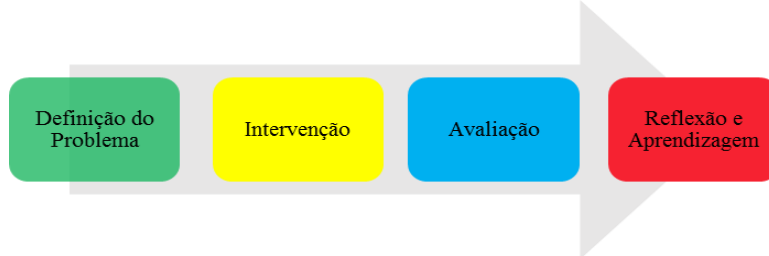 Definição do
Problema
Intervenção
Avaliação
Reflexão e
Aprendizagem